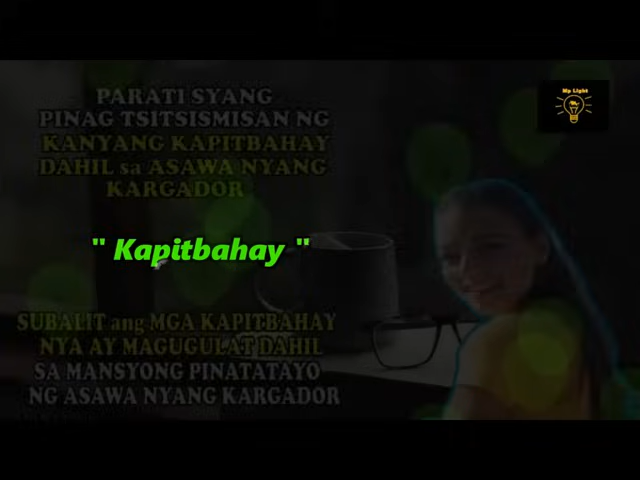 PARATI SYANG
PINAG TSITSISMISAN NG
KANYANG KAPITBAHAY
DAHIL sa ASAWA NYANG
KARGADOR
My Light
" Kapitbahay "
SUBALIT ang MGA KAPITBAHAY
NYA AY MAGUGULAT DAHIL
SA MANSYONG PINATATAYO
NG ASAWA NYANG KARGADOR